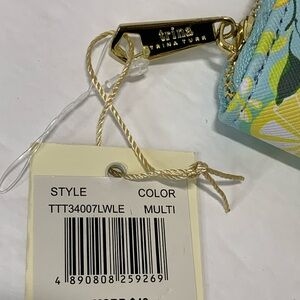 trina
TRINA TURK
STYLE COLOR
TTT34007LWLE MULTI
4 890808 259269